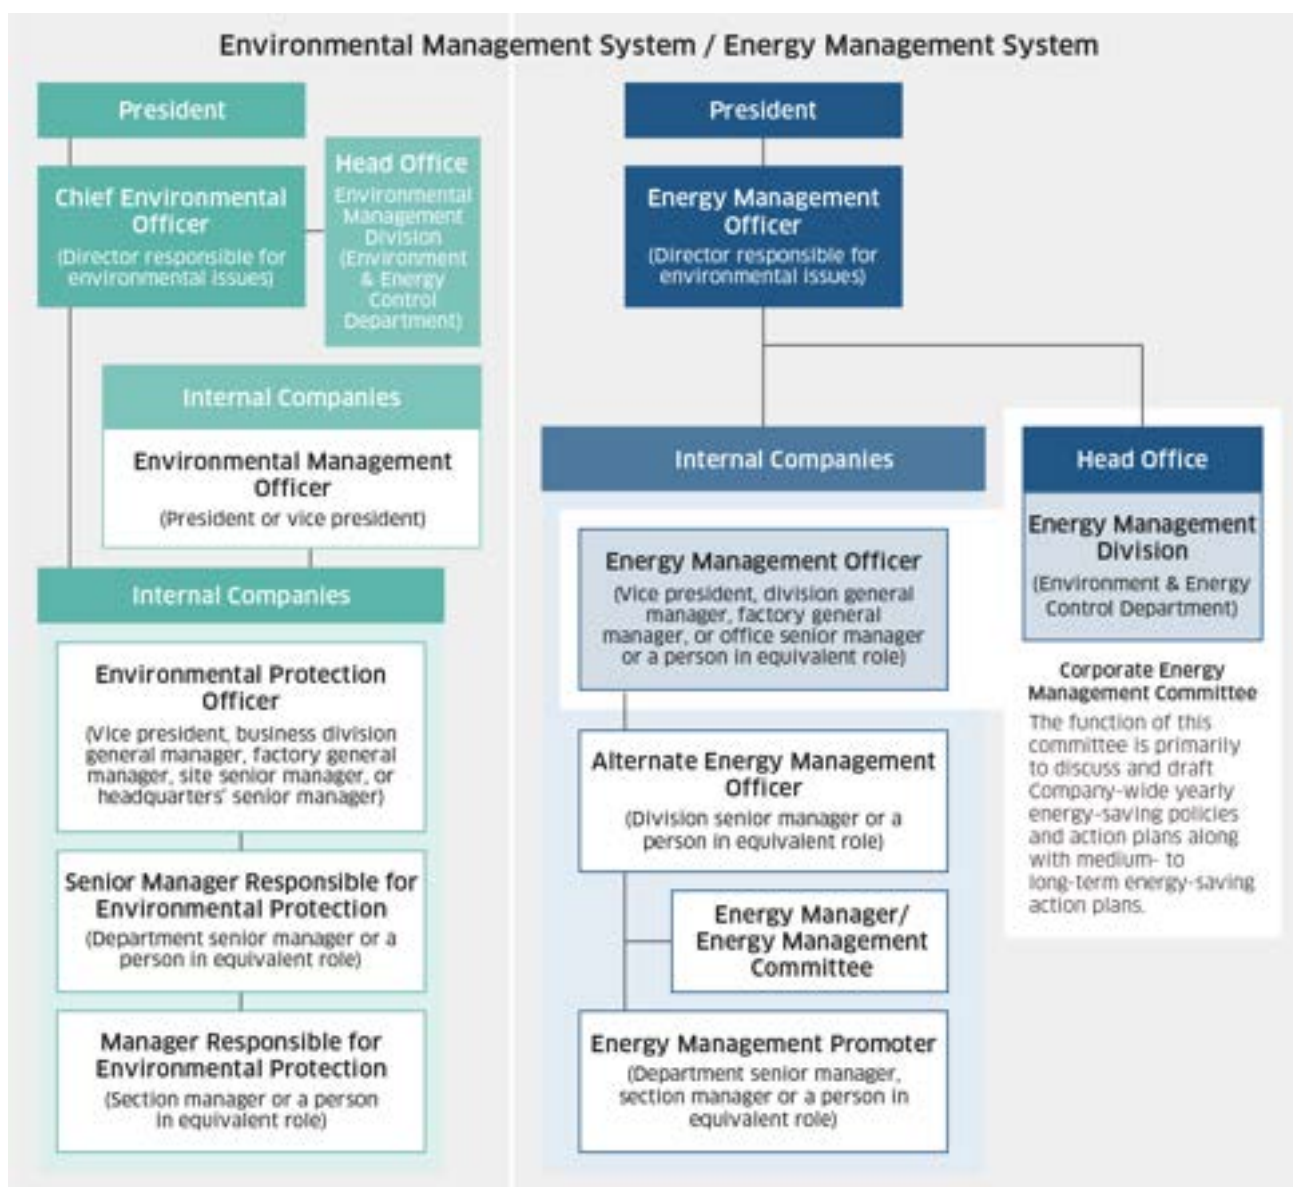 Environmental Management System / Energy Management System
President
Chief Environmental
Officer
(Director responsible for
environmental issues)
Head Office
Environmental
Management
Division
(Environment
& Energy
Control
Department)
Internal Companies
Environmental Management
Officer
(President or vice president)
Internal Companies
Environmental Protection
Officer
(Vice president, business division
general manager, factory general
manager, site senior manager, or
headquarters' senior manager)
Senior Manager Responsible for
Environmental Protection
(Department senior manager or a
person in equivalent role)
Manager Responsible for
Environmental Protection
(Section manager or a person
in equivalent role)
President
Energy Management
Officer
(Director responsible for
environmental issues)
Internal Companies
Energy Management Officer
(Vice president, division general
manager, factory general
manager, or office senior manager
or a person in equivalent role)
Alternate Energy Management
Officer
(Division senior manager or a
person in equivalent role)
Energy Manager/
Energy Management
Committee
Energy Management Promoter
(Department senior manager,
section manager or a person in
equivalent role)
Head Office
Energy Management
Division
(Environment & Energy
Control Department)
Corporate Energy
Management Committee
The function of this
committee is primarily
to discuss and draft
Company-wide yearly
energy-saving policies
and action plans along
with medium- to
long-term energy-saving
action plans.